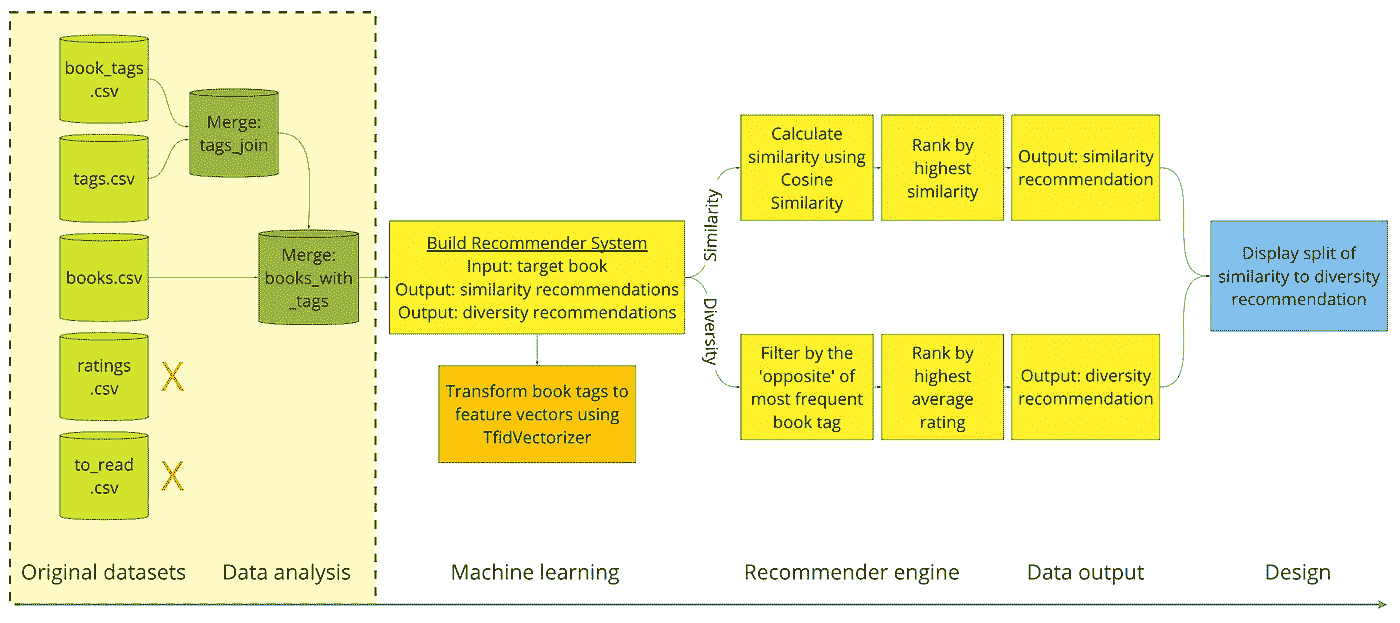 book_tags
.csv
tags.csv
books.csv
ratings
.csv
X
to_read
.csv
X
Merge:
tags_join
Merge:
books_with
_tags
Build Recommender System
Input: target book
Output: similarity recommendations
Output: diversity recommendations
Transform book tags to
feature vectors using
TfidVectorizer
Similarity
Diversity
Calculate
similarity using
Cosine
Similarity
Rank by
highest
similarity
Output: similarity
recommendation
Filter by the
'opposite' of
most frequent
book tag
Rank by
highest
average
rating
Output: diversity
recommendation
Display split of
similarity to diversity
recommendation
Original datasets
Data analysis
Machine learning
Recommender engine
Data output
Design